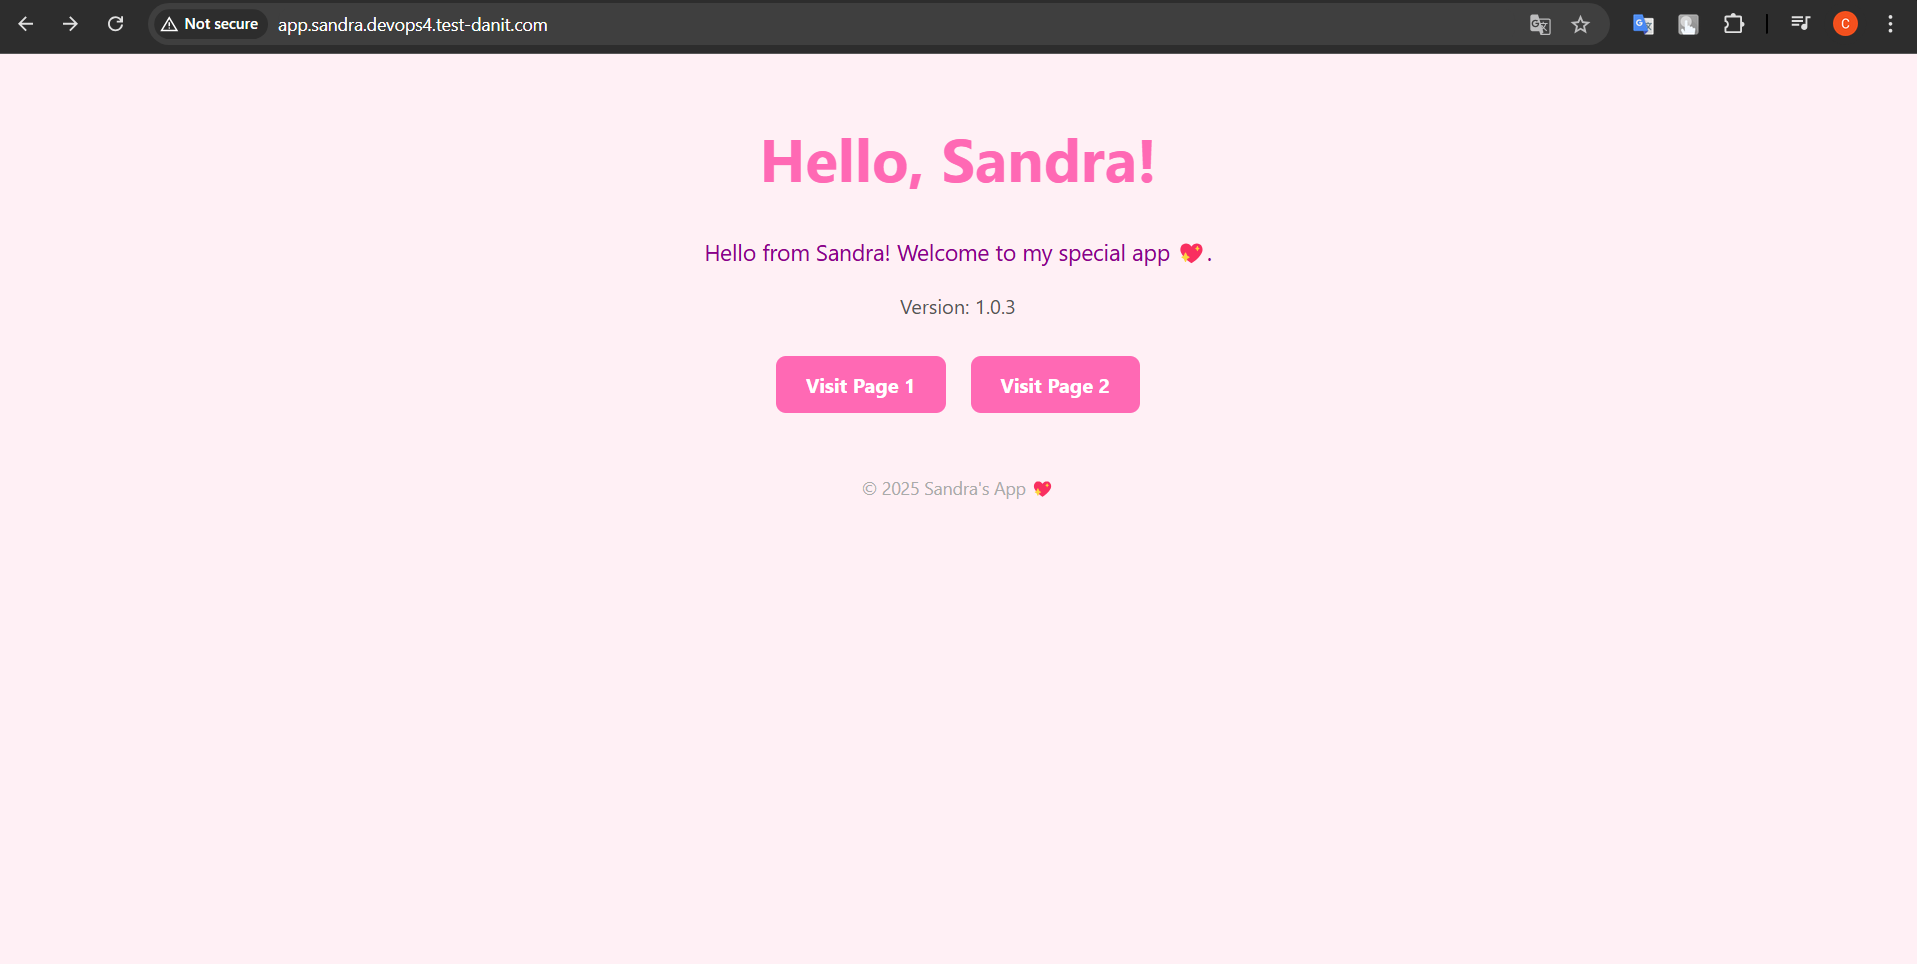 Not secure app.sandra.devops4.test-danit.com
C
Hello, Sandra!
Hello from Sandra! Welcome to my special app 💖.
Version: 1.0.3
Visit Page 1 Visit Page 2
© 2025 Sandra's App 💖